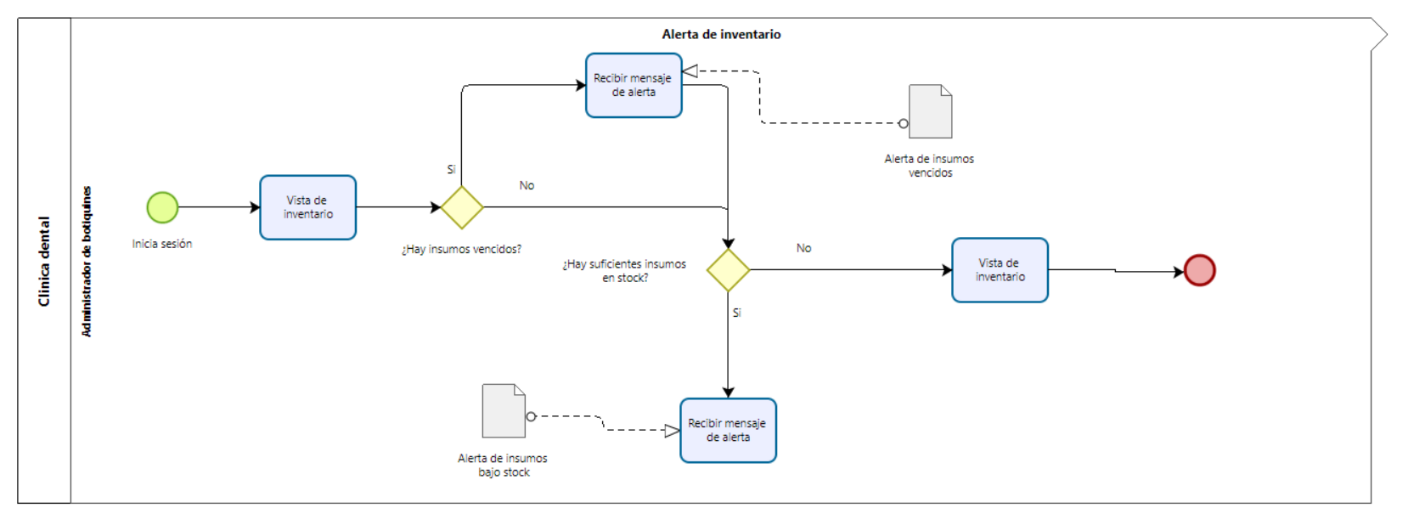 Alerta de inventario
Clínica dental
Administrador de botiquines
Recibir mensaje
de alerta
Alerta de insumos
vencidos
Si
No
Vista de
inventario
Inicia sesión
¿Hay insumos vencidos?
¿Hay suficientes insumos
en stock?
No
Vista de
inventario
Si
Recibir mensaje
de alerta
Alerta de insumos
bajo stock